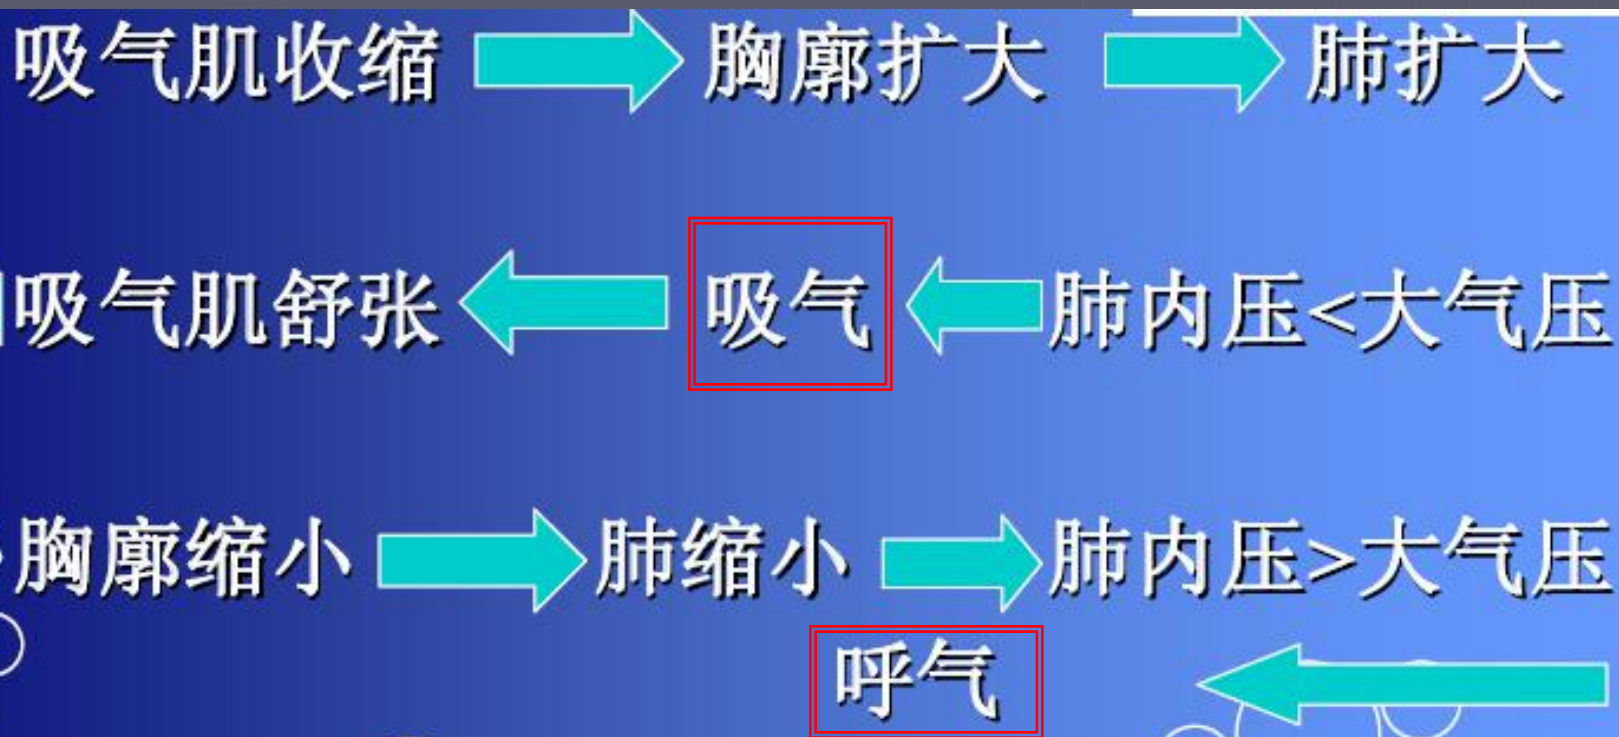 吸气肌收缩 胸廓扩大 肺扩大
吸气肌舒张 吸气 肺内压<大气压
胸廓缩小 肺缩小 肺内压>大气压
呼气